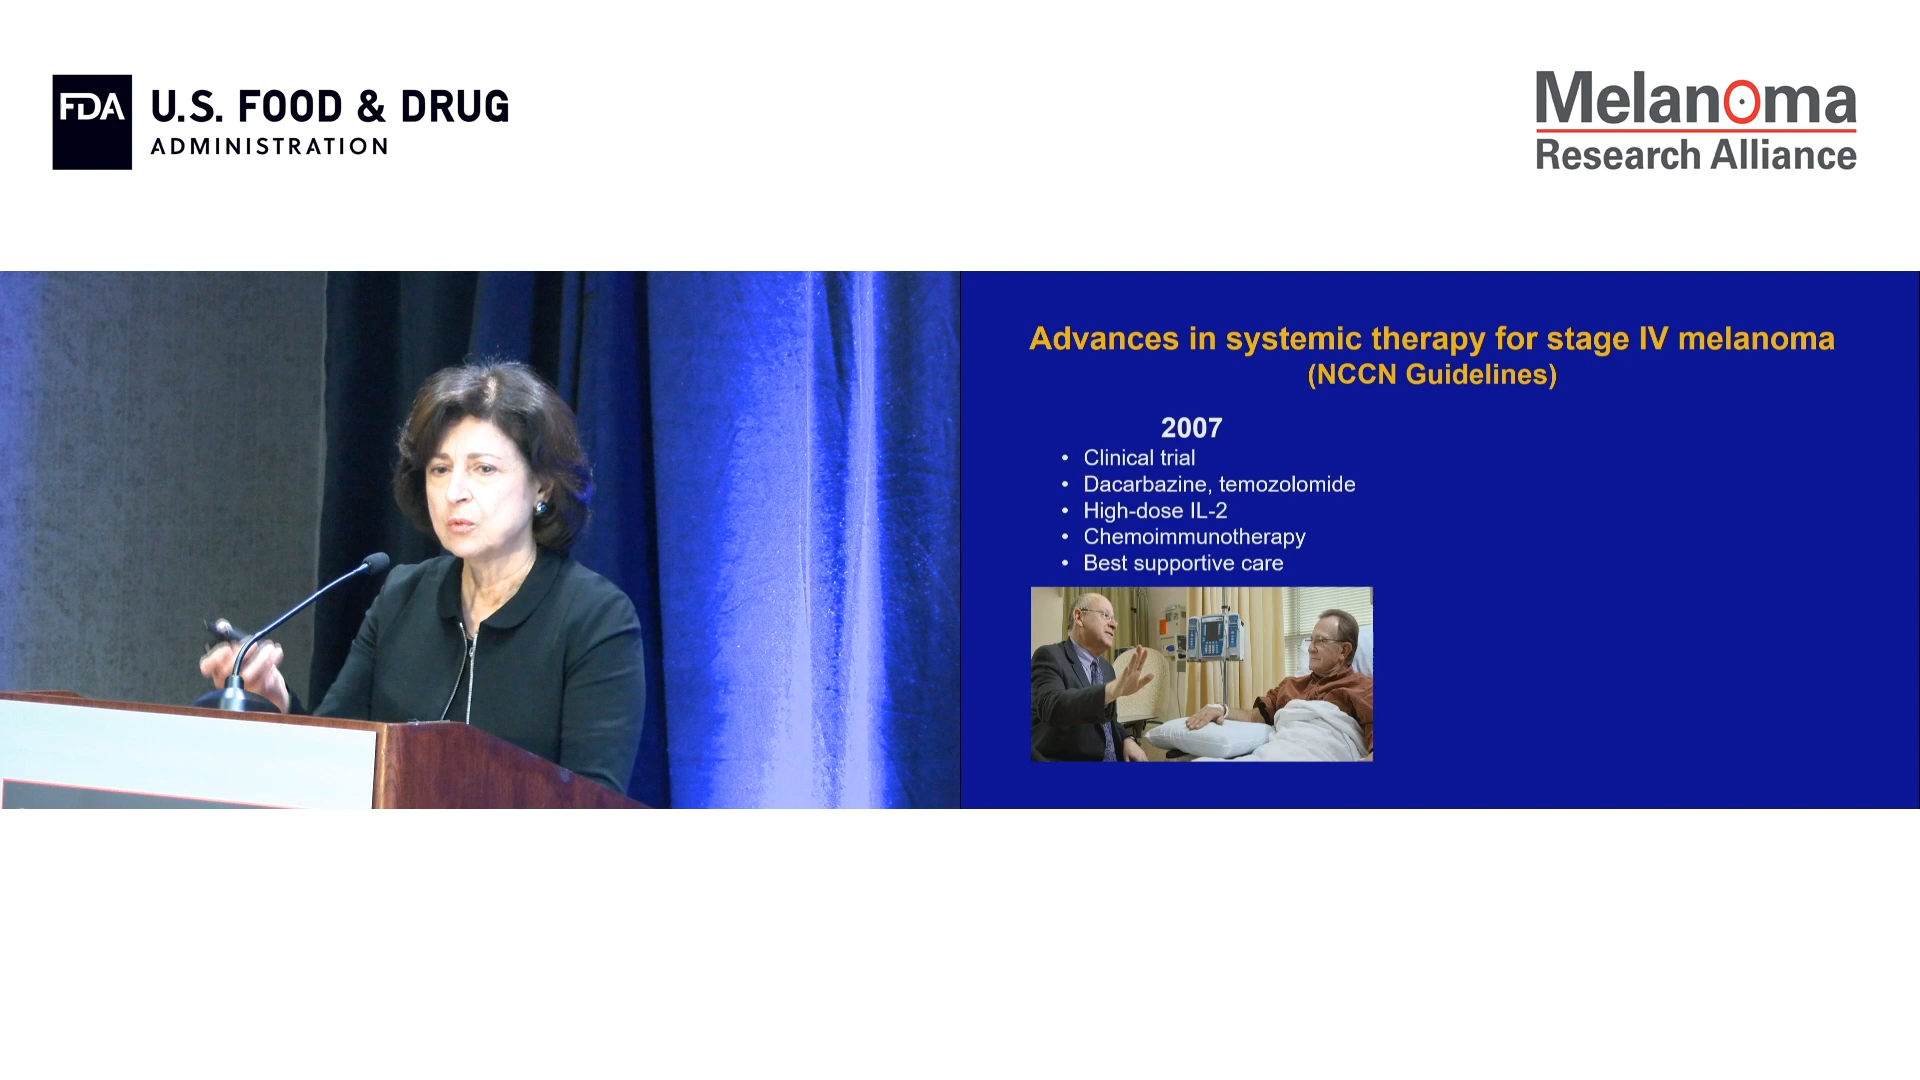 FDA U.S. FOOD & DRUG
ADMINISTRATION
Melanoma
Research Alliance
Advances in systemic therapy for stage IV melanoma
(NCCN Guidelines)
2007
• Clinical trial
• Dacarbazine, temozolomide
• High-dose IL-2
• Chemoimmunotherapy
• Best supportive care